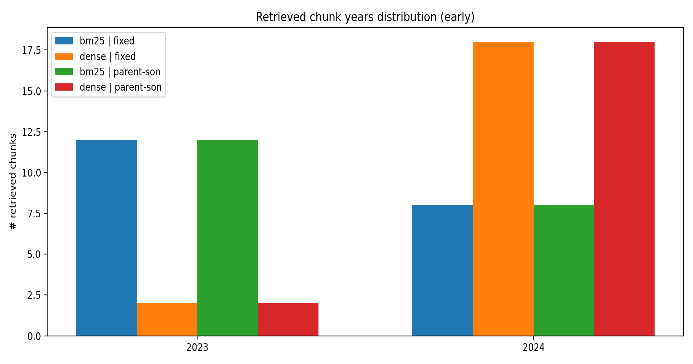 Retrieved chunk years distribution (early)
bm25 | fixed
dense | fixed
bm25 | parent-son
dense | parent-son
# retrieved chunks
17.5
15.0
12.5
10.0
7.5
5.0
2.5
0.0
2023
2024